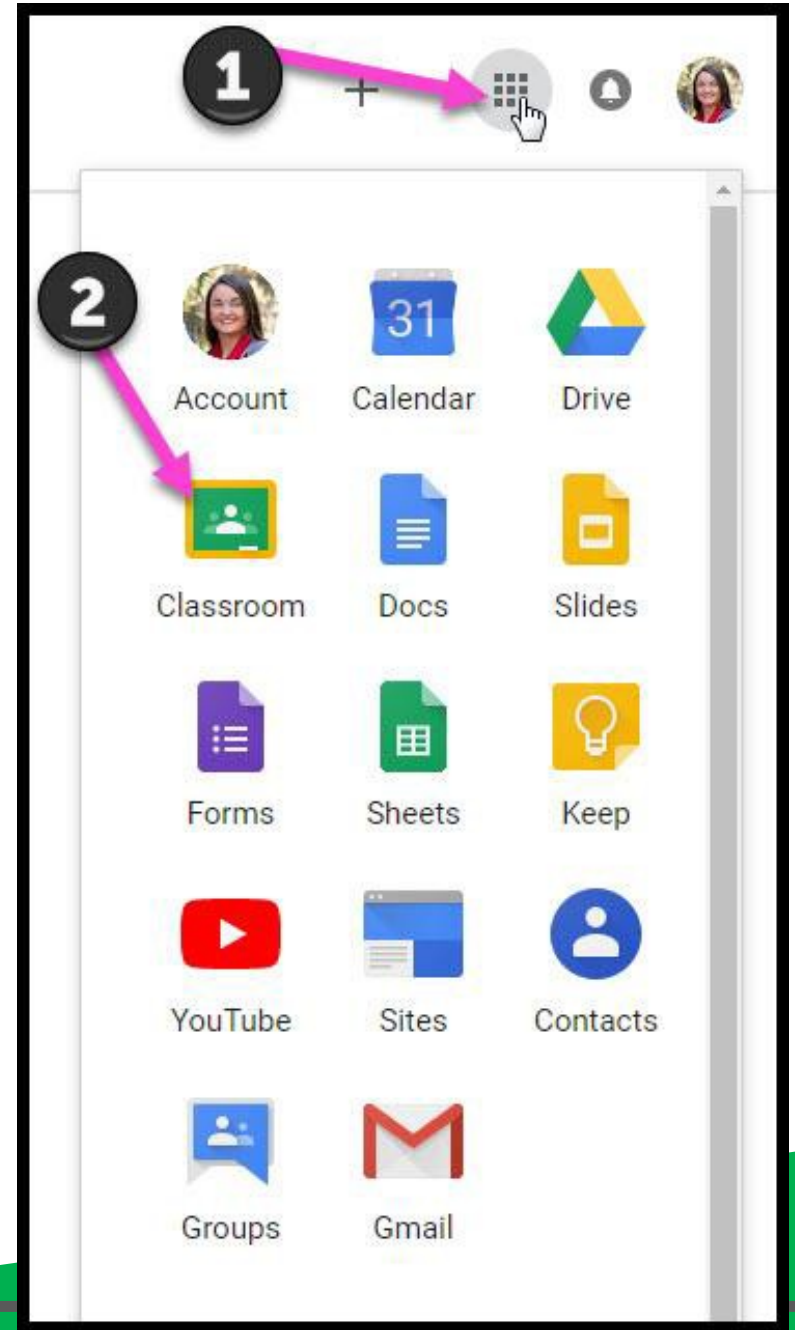 1
2
31
Account Calendar Drive
Classroom Docs Slides
Forms Sheets Keep
YouTube Sites Contacts
Groups Gmail